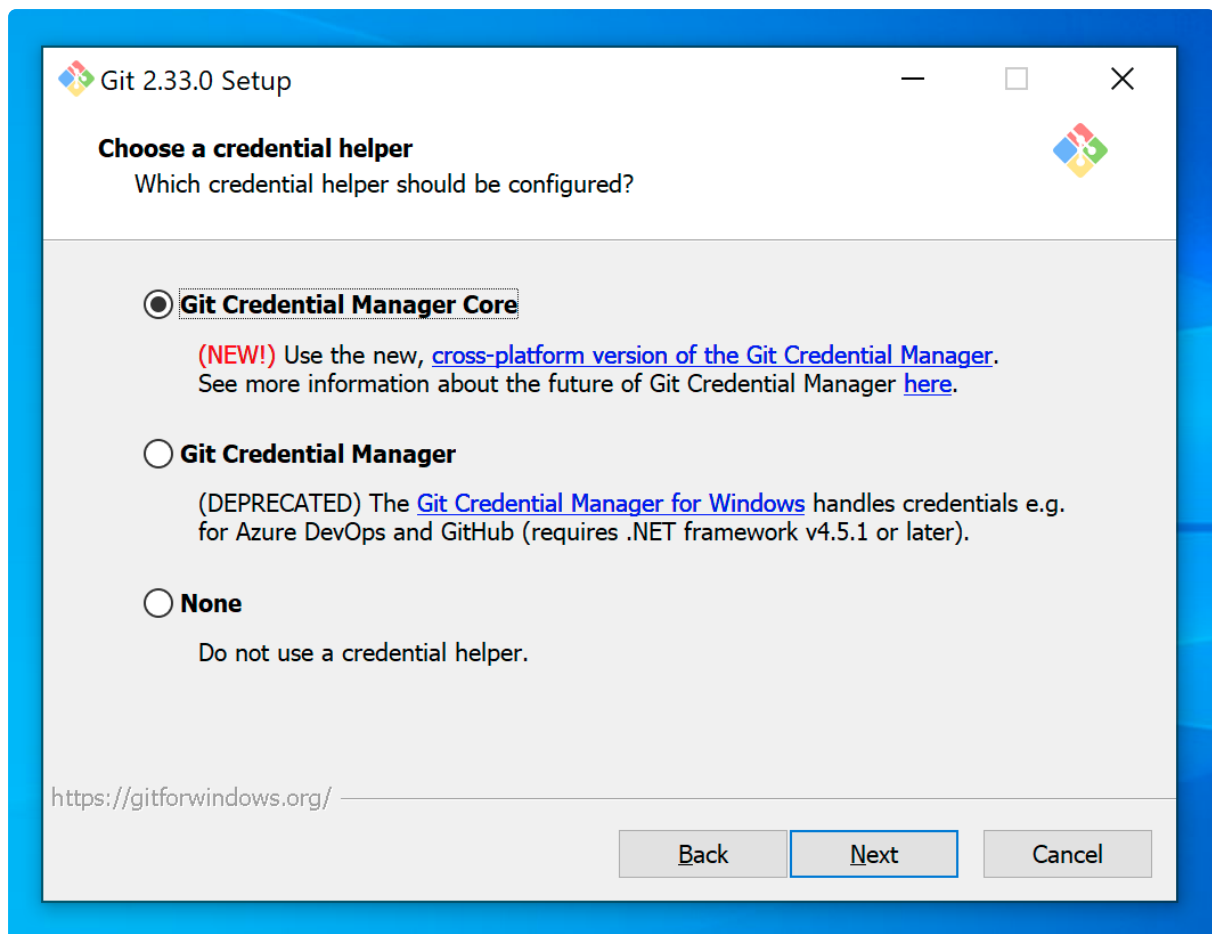 Git 2.33.0 Setup
Choose a credential helper
Which credential helper should be configured?
Git Credential Manager Core
(NEW!) Use the new, cross-platform version of the Git Credential Manager.
See more information about the future of Git Credential Manager here.
Git Credential Manager
(DEPRECATED) The Git Credential Manager for Windows handles credentials e.g.
for Azure DevOps and GitHub (requires .NET framework v4.5.1 or later).
None
Do not use a credential helper.
https://gitforwindows.org/
Back Next Cancel